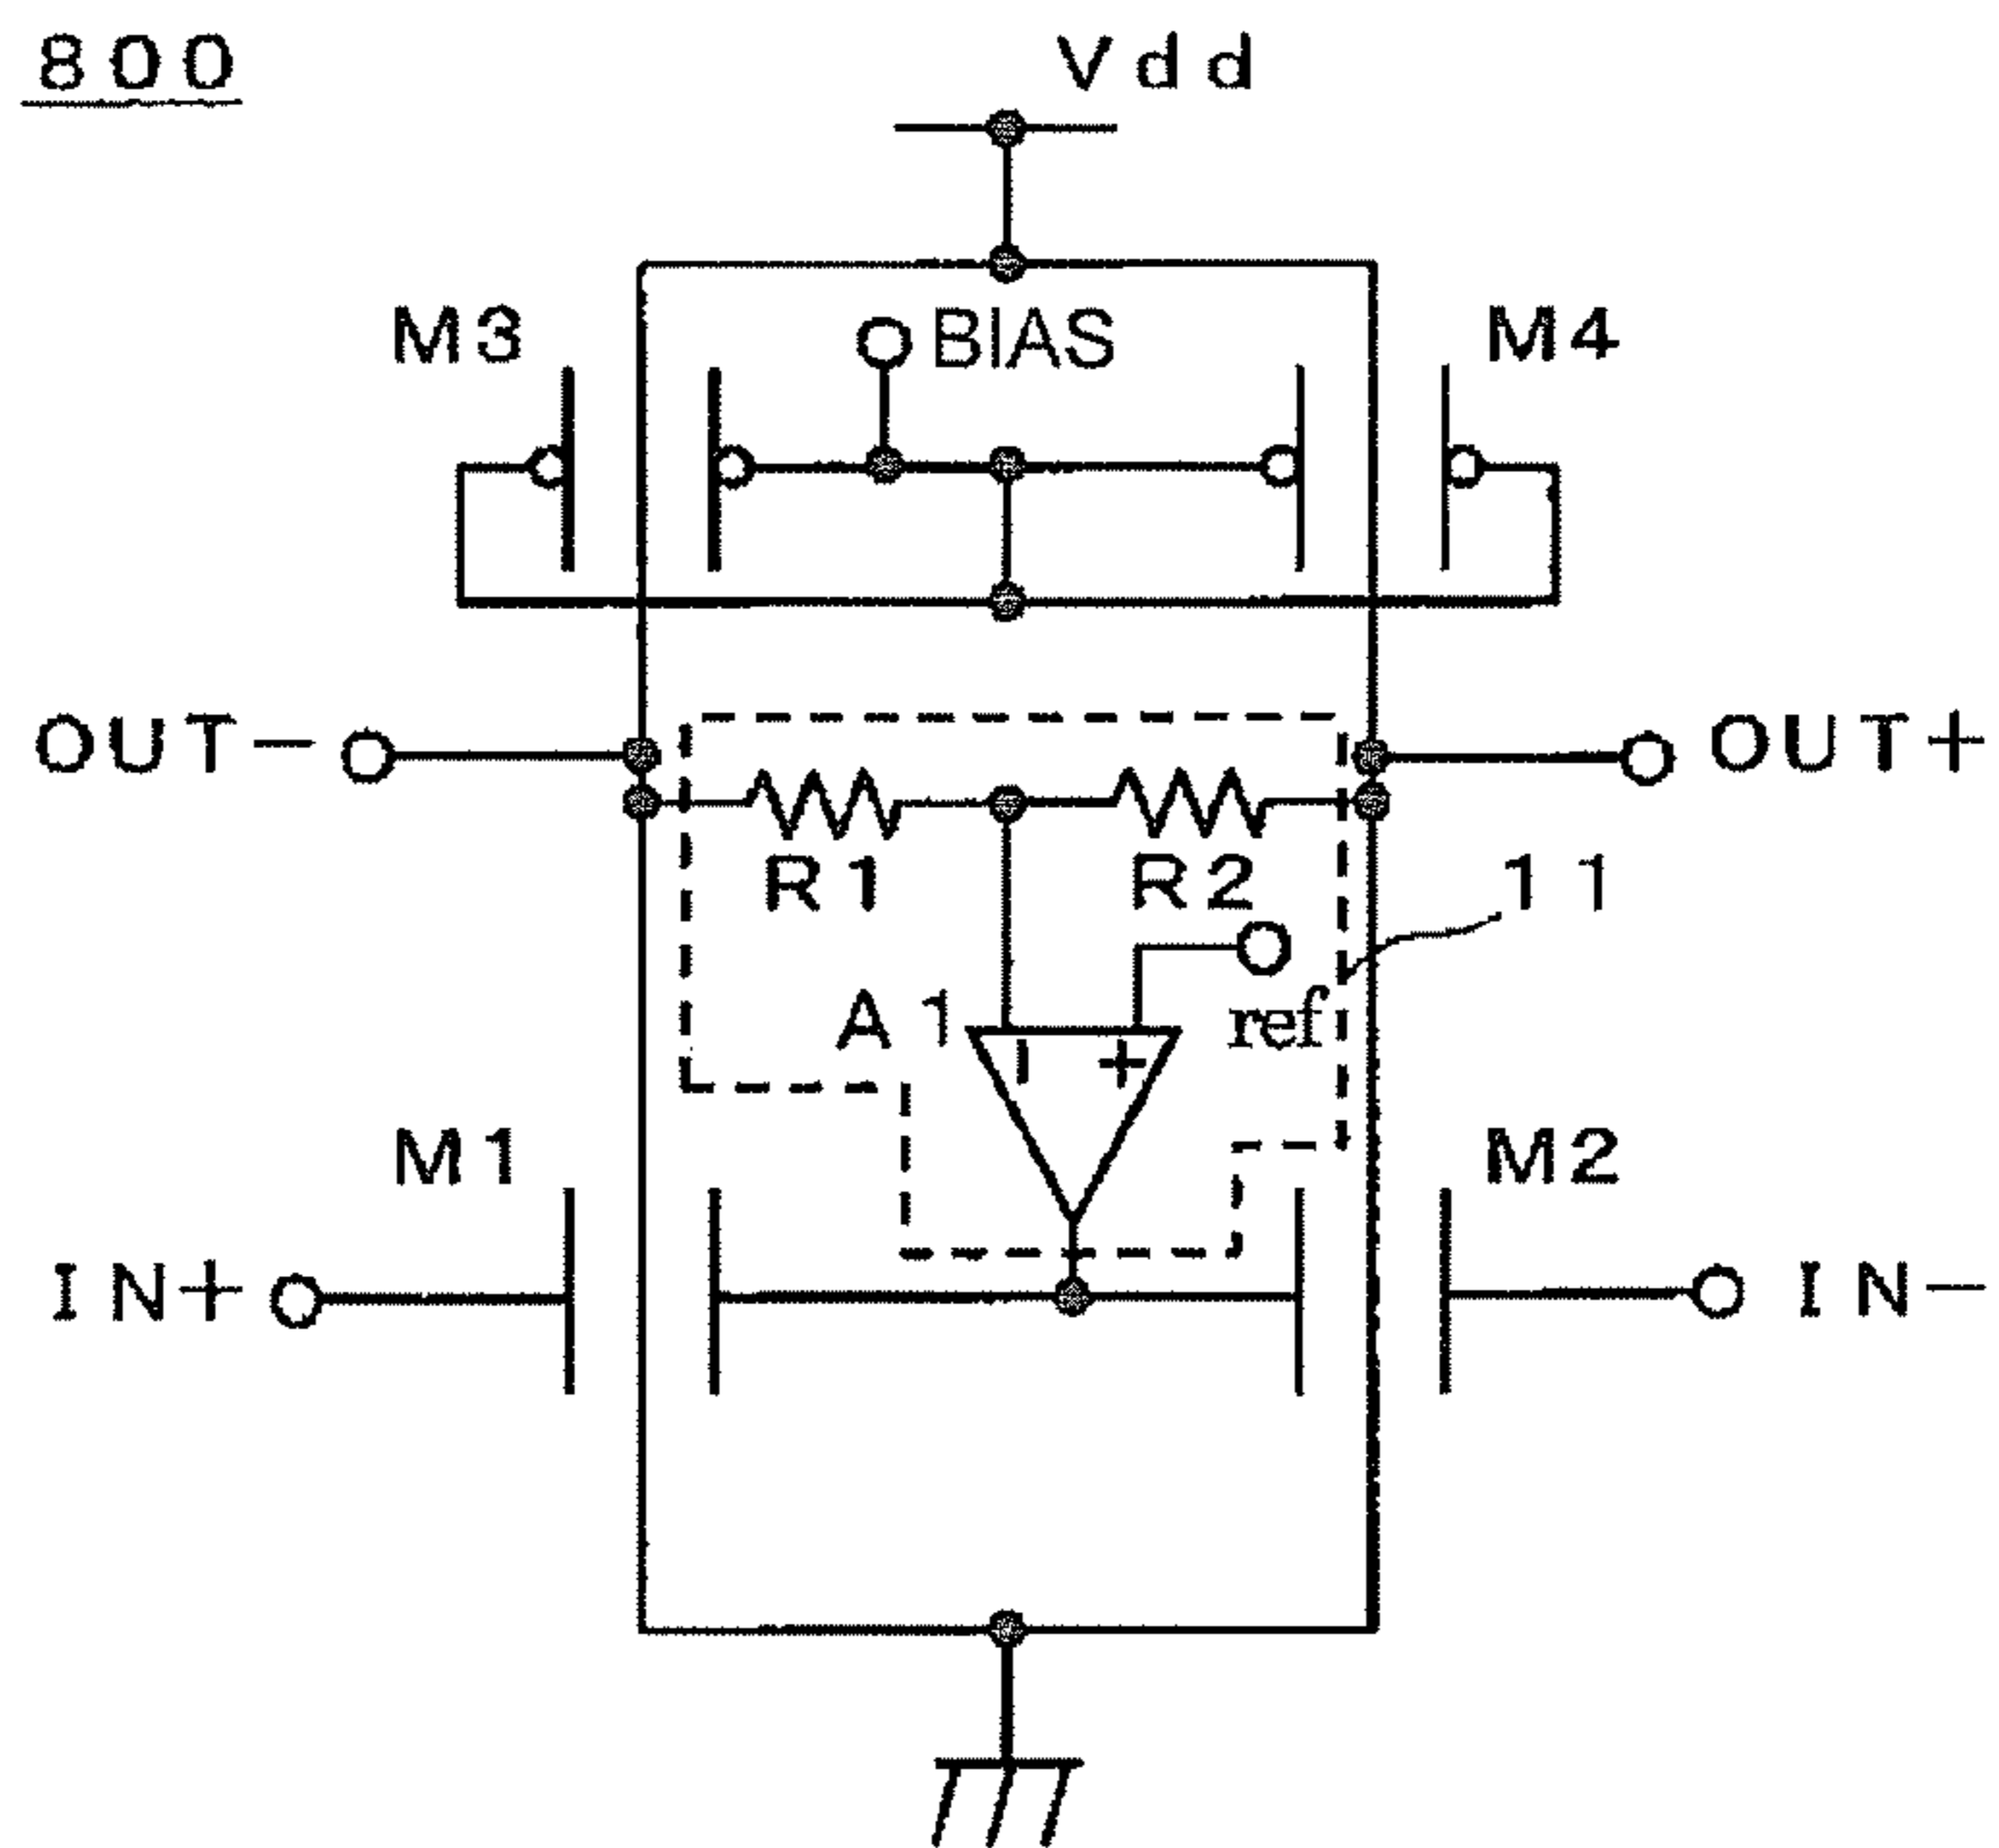 800
Vdd
M3
BIAS
M4
OUT−
OUT+
R1
R2
11
A1
ref
− +
M1
M2
IN+
IN−